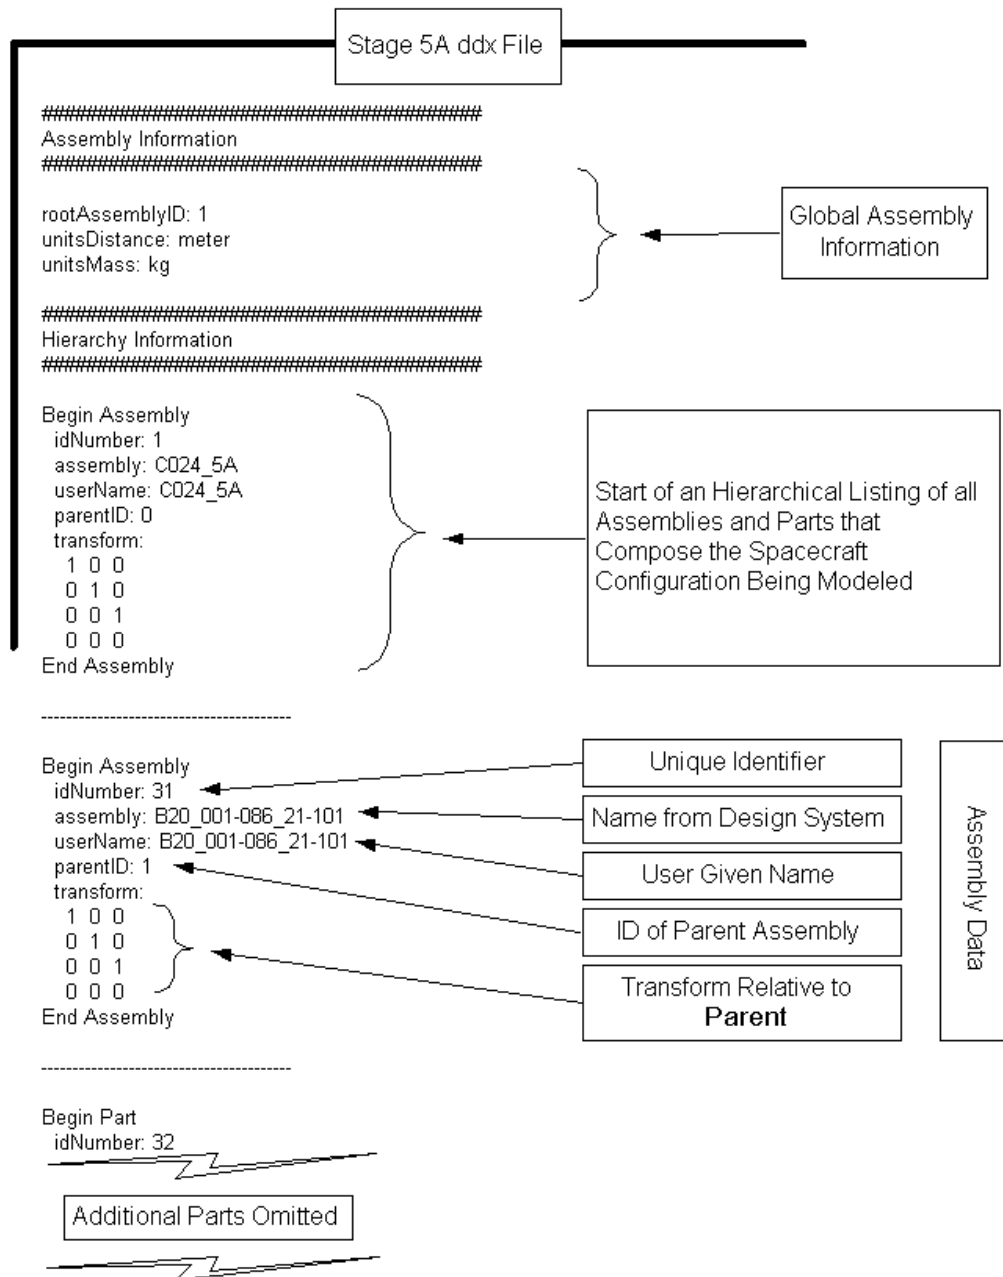 Stage 5A ddx File
############################################
Assembly Information
############################################
rootAssemblyID: 1
unitsDistance: meter
unitsMass: kg
Global Assembly
Information
############################################
Hierarchy Information
############################################
Begin Assembly
idNumber: 1
assembly: C024_5A
userName: C024_5A
parentID: 0
transform:
1 0 0
0 1 0
0 0 1
0 0 0
End Assembly
Start of an Hierarchical Listing of all
Assemblies and Parts that
Compose the Spacecraft
Configuration Being Modeled
----------------------------------------
Begin Assembly
idNumber: 31
assembly: B20_001-086_21-101
userName: B20_001-086_21-101
parentID: 1
transform:
1 0 0
0 1 0
0 0 1
0 0 0
End Assembly
Unique Identifier
Name from Design System
User Given Name
ID of Parent Assembly
Transform Relative to
Parent
Assembly Data
----------------------------------------
Begin Part
idNumber: 32
Additional Parts Omitted